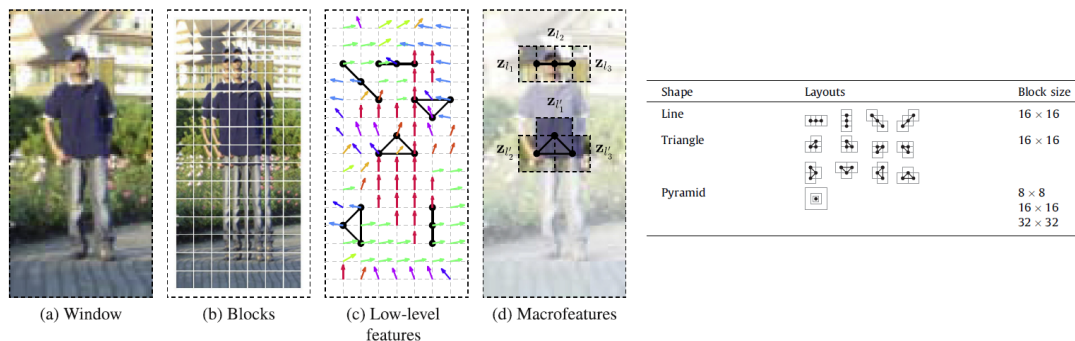 z_{l_2}
z_{l_1} z_{l_3}
z_{l'_1}
z_{l'_2} z_{l'_3}
(a) Window (b) Blocks (c) Low-level (d) Macrofeatures
features
Shape Layouts Block size
Line 16 × 16
Triangle 16 × 16
Pyramid 8 × 8
16 × 16
32 × 32